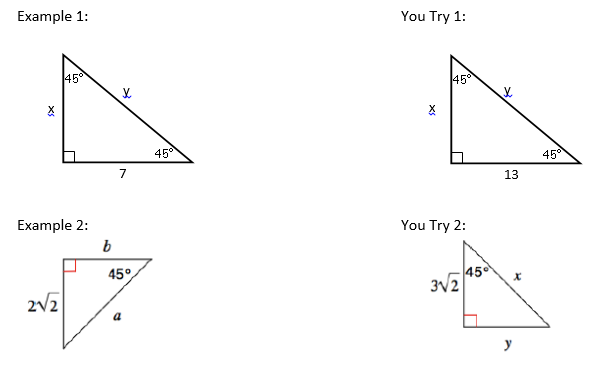 Example 1:
45°
y
x
45°
7
You Try 1:
45°
y
x
45°
13
Example 2:
b
45°
2√2
a
You Try 2:
45°
x
3√2
y